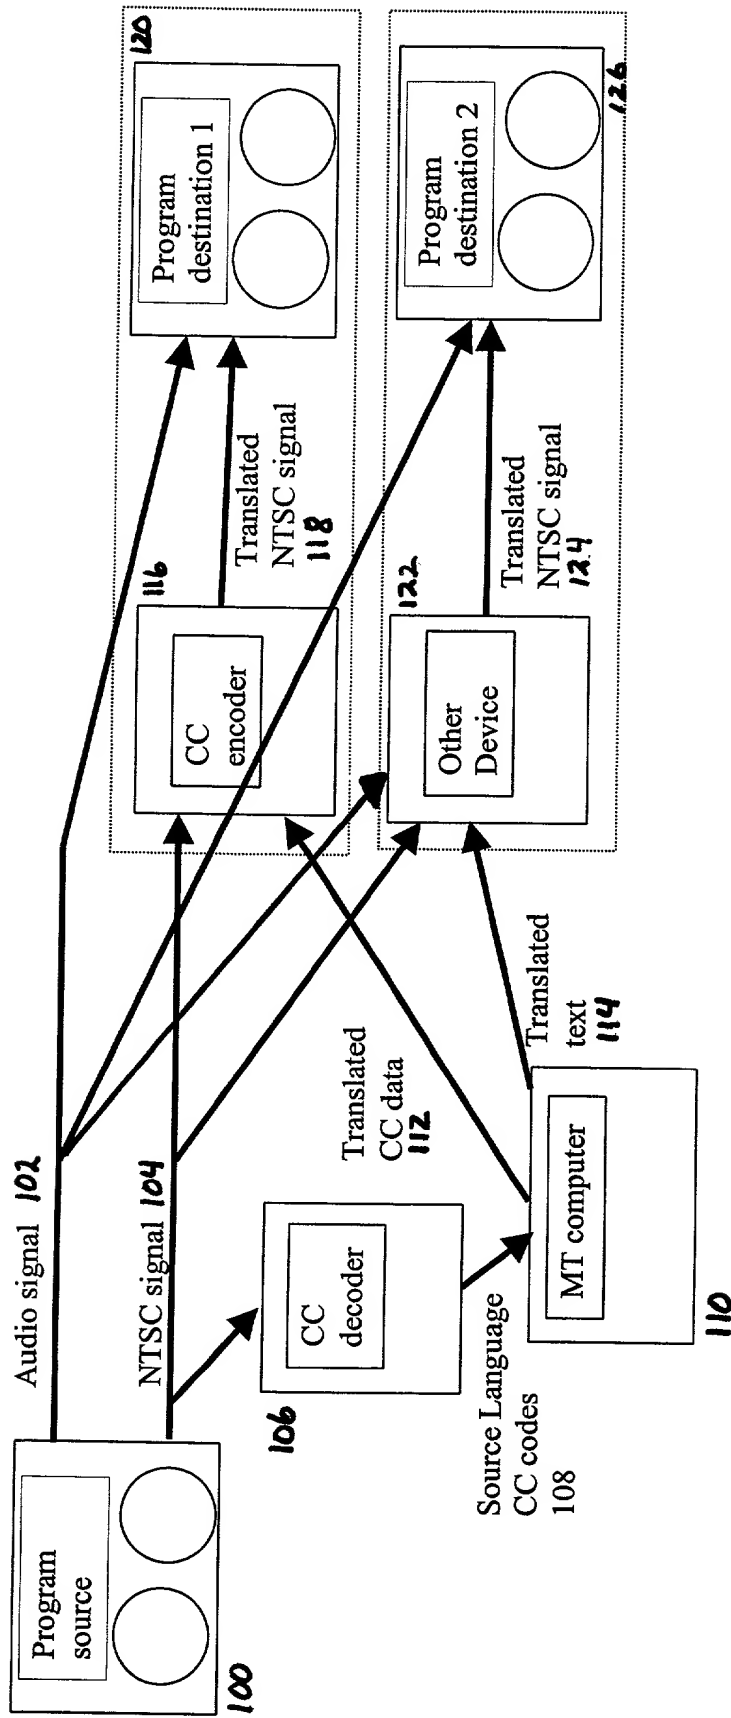 Program
source
100
Audio signal 102
NTSC signal 104
CC
decoder
106
Source Language
CC codes
108
MT computer
110
Translated
CC data
112
Translated
text
114
CC
encoder
116
Translated
NTSC signal
118
Program
destination 1
120
Other
Device
122
Translated
NTSC signal
124
Program
destination 2
126